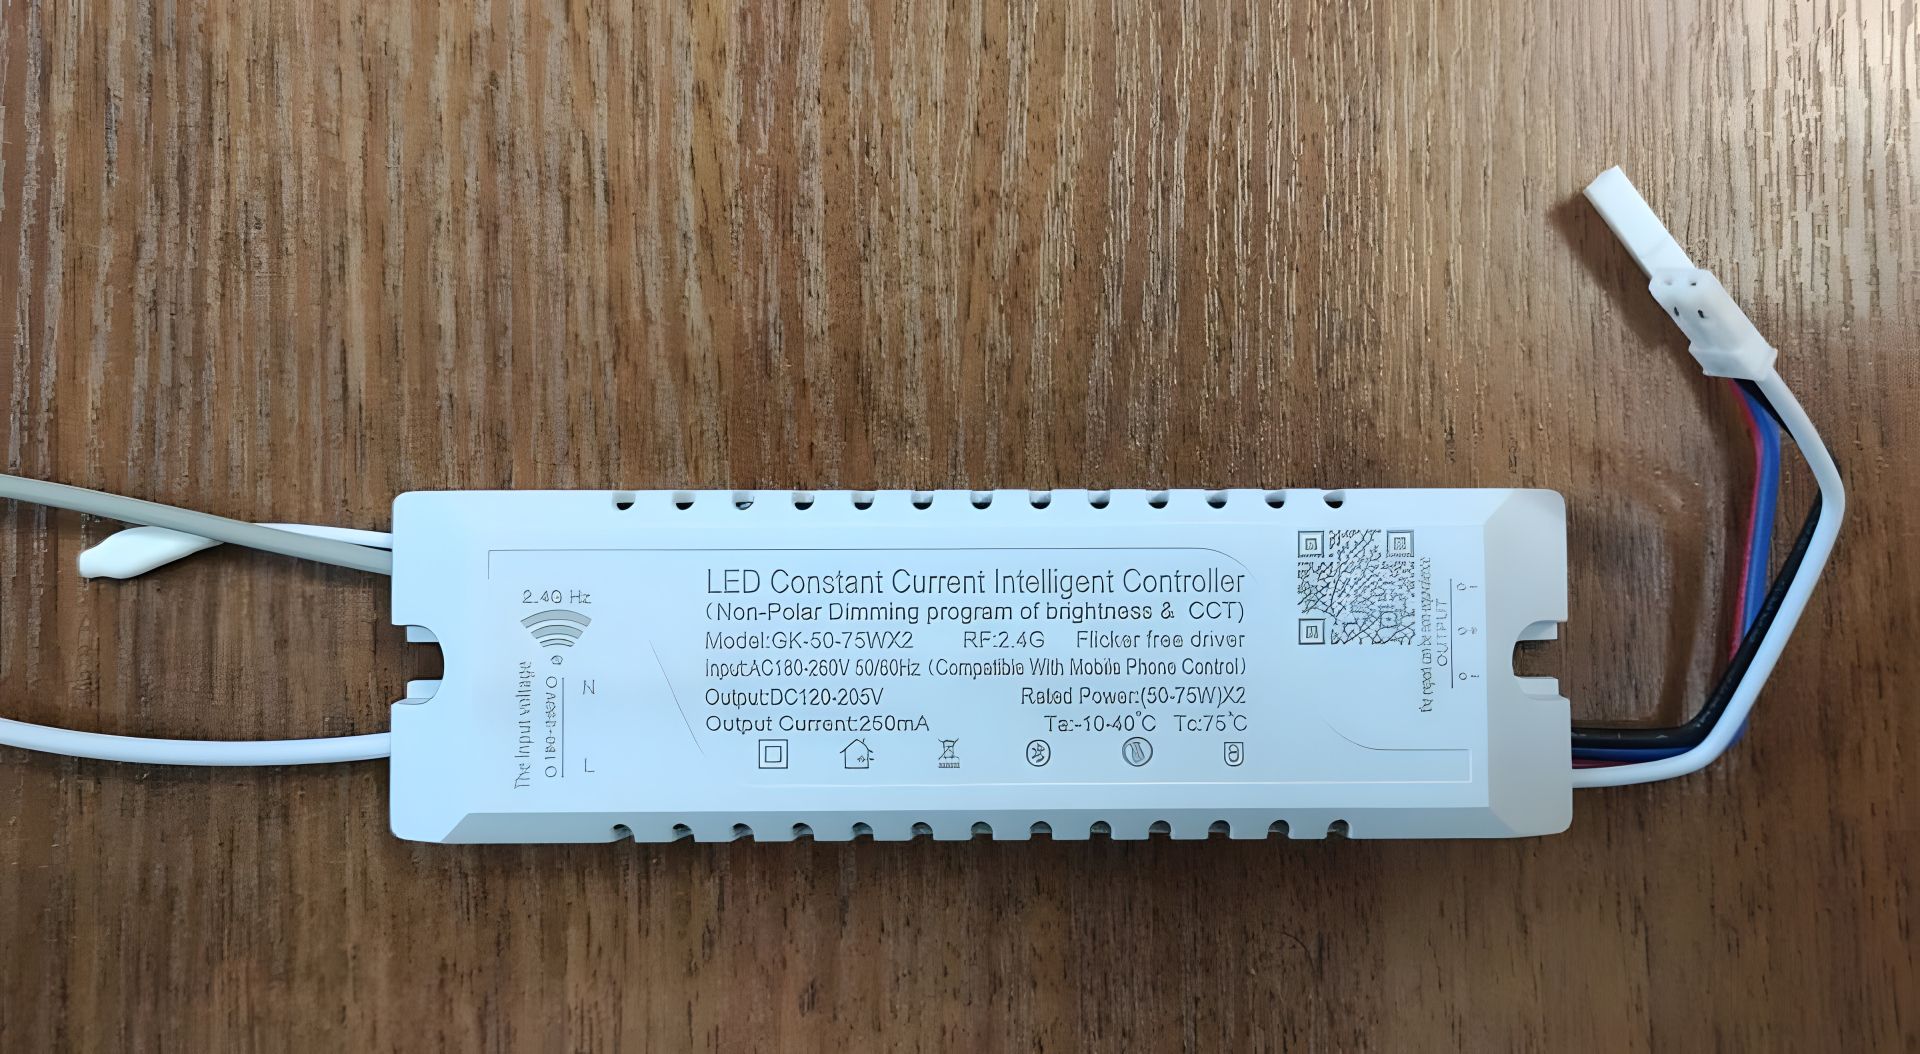 LED Constant Current Intelligent Controller
(Non-Polar Dimming program of brightness & CCT)
Model:GK-50-75WX2 RF:2.4G Flicker free driver
Input:AC180-260V 50/60Hz (Compatible With Mobile Phone Control)
Output:DC120-205V Rated Power:(50-75W)X2
Output Current:250mA Ta:-10-40°C Tc:75°C
2.4G Hz
The Input voltage
N
L
OUTPUT